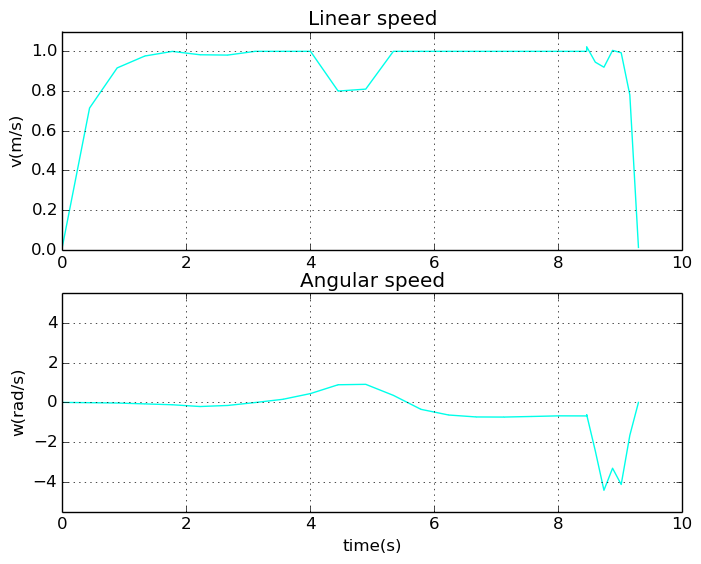 Linear speed
v(m/s)
1.0
0.8
0.6
0.4
0.2
0.0
0 2 4 6 8 10
Angular speed
w(rad/s)
4
2
0
−2
−4
0 2 4 6 8 10
time(s)